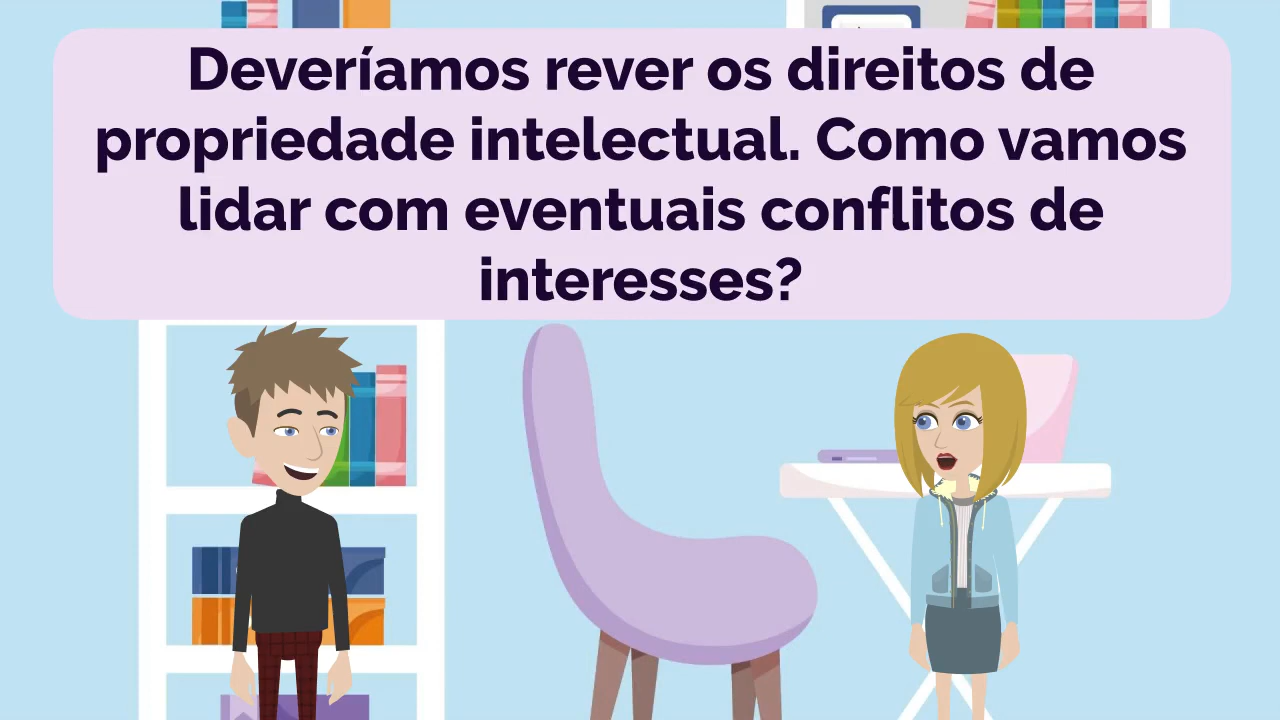 Deveríamos rever os direitos de
propriedade intelectual. Como vamos
lidar com eventuais conflitos de
interesses?